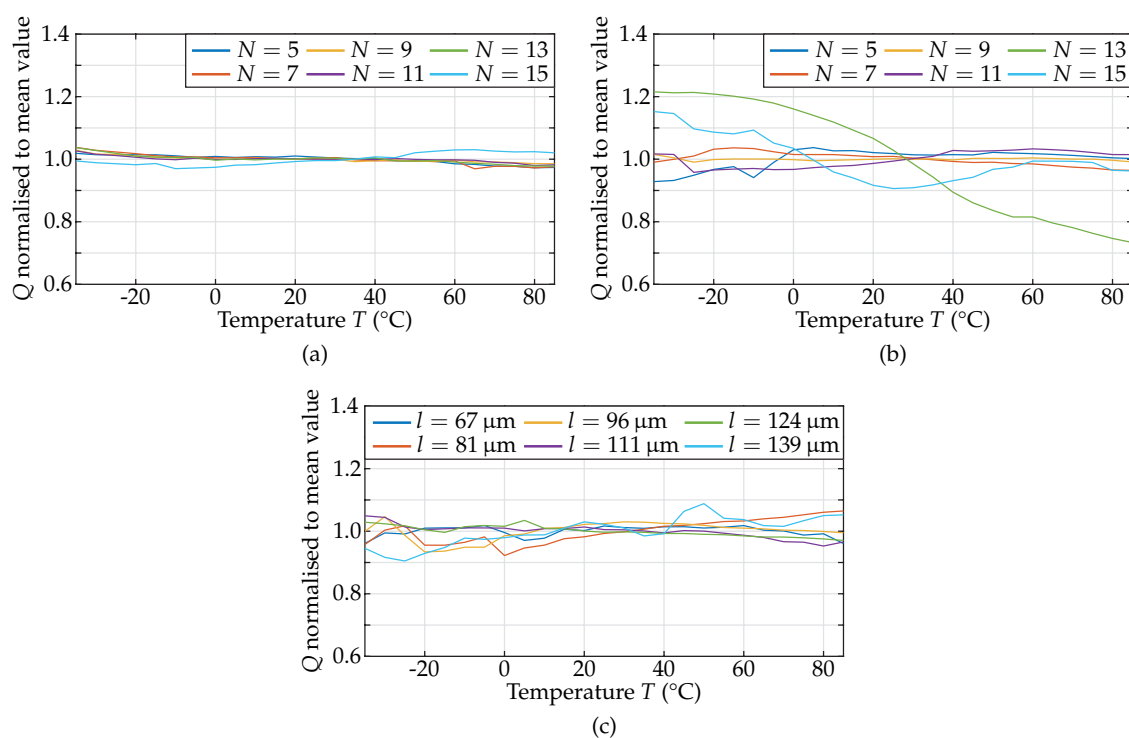 Q normalised to mean value
1.4
1.2
1.0
0.8
0.6
N = 5 N = 9 N = 13
N = 7 N = 11 N = 15
-20 0 20 40 60 80
Temperature T (°C)
(a)
Q normalised to mean value
1.4
1.2
1.0
0.8
0.6
N = 5 N = 9 N = 13
N = 7 N = 11 N = 15
-20 0 20 40 60 80
Temperature T (°C)
(b)
Q normalised to mean value
1.4
1.2
1.0
0.8
0.6
l = 67 µm l = 96 µm l = 124 µm
l = 81 µm l = 111 µm l = 139 µm
-20 0 20 40 60 80
Temperature T (°C)
(c)